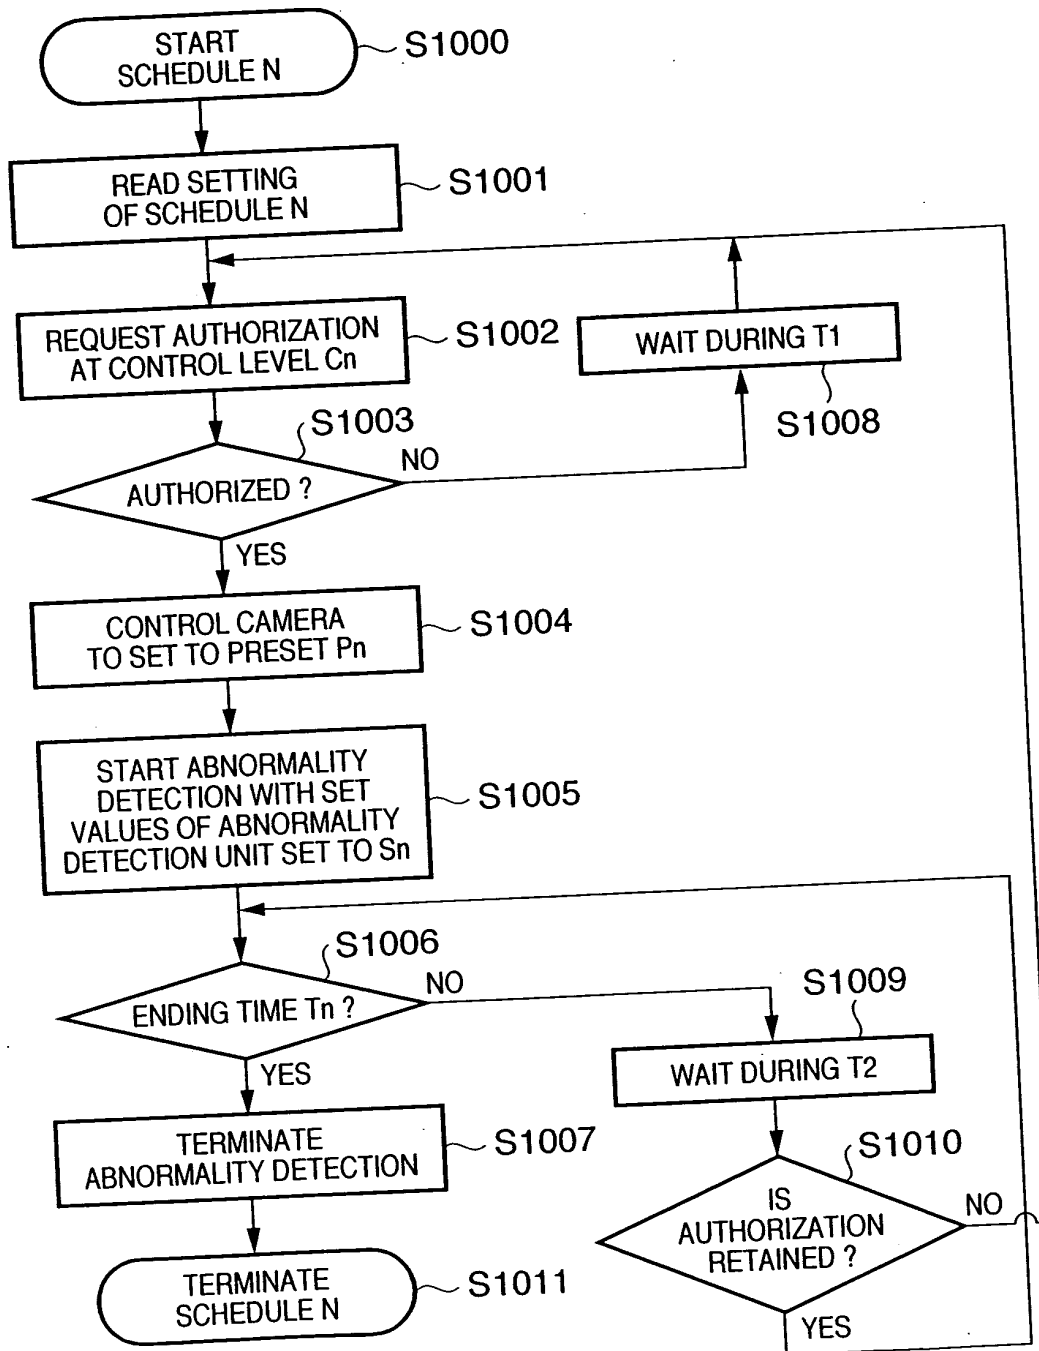 START
SCHEDULE N
S1000
READ SETTING
OF SCHEDULE N
S1001
REQUEST AUTHORIZATION
AT CONTROL LEVEL Cn
S1002
WAIT DURING T1
S1008
S1003
AUTHORIZED ?
NO
YES
CONTROL CAMERA
TO SET TO PRESET Pn
S1004
START ABNORMALITY
DETECTION WITH SET
VALUES OF ABNORMALITY
DETECTION UNIT SET TO Sn
S1005
S1006
ENDING TIME Tn ?
NO
YES
S1009
WAIT DURING T2
TERMINATE
ABNORMALITY DETECTION
S1007
S1010
IS
AUTHORIZATION
RETAINED ?
NO
YES
TERMINATE
SCHEDULE N
S1011